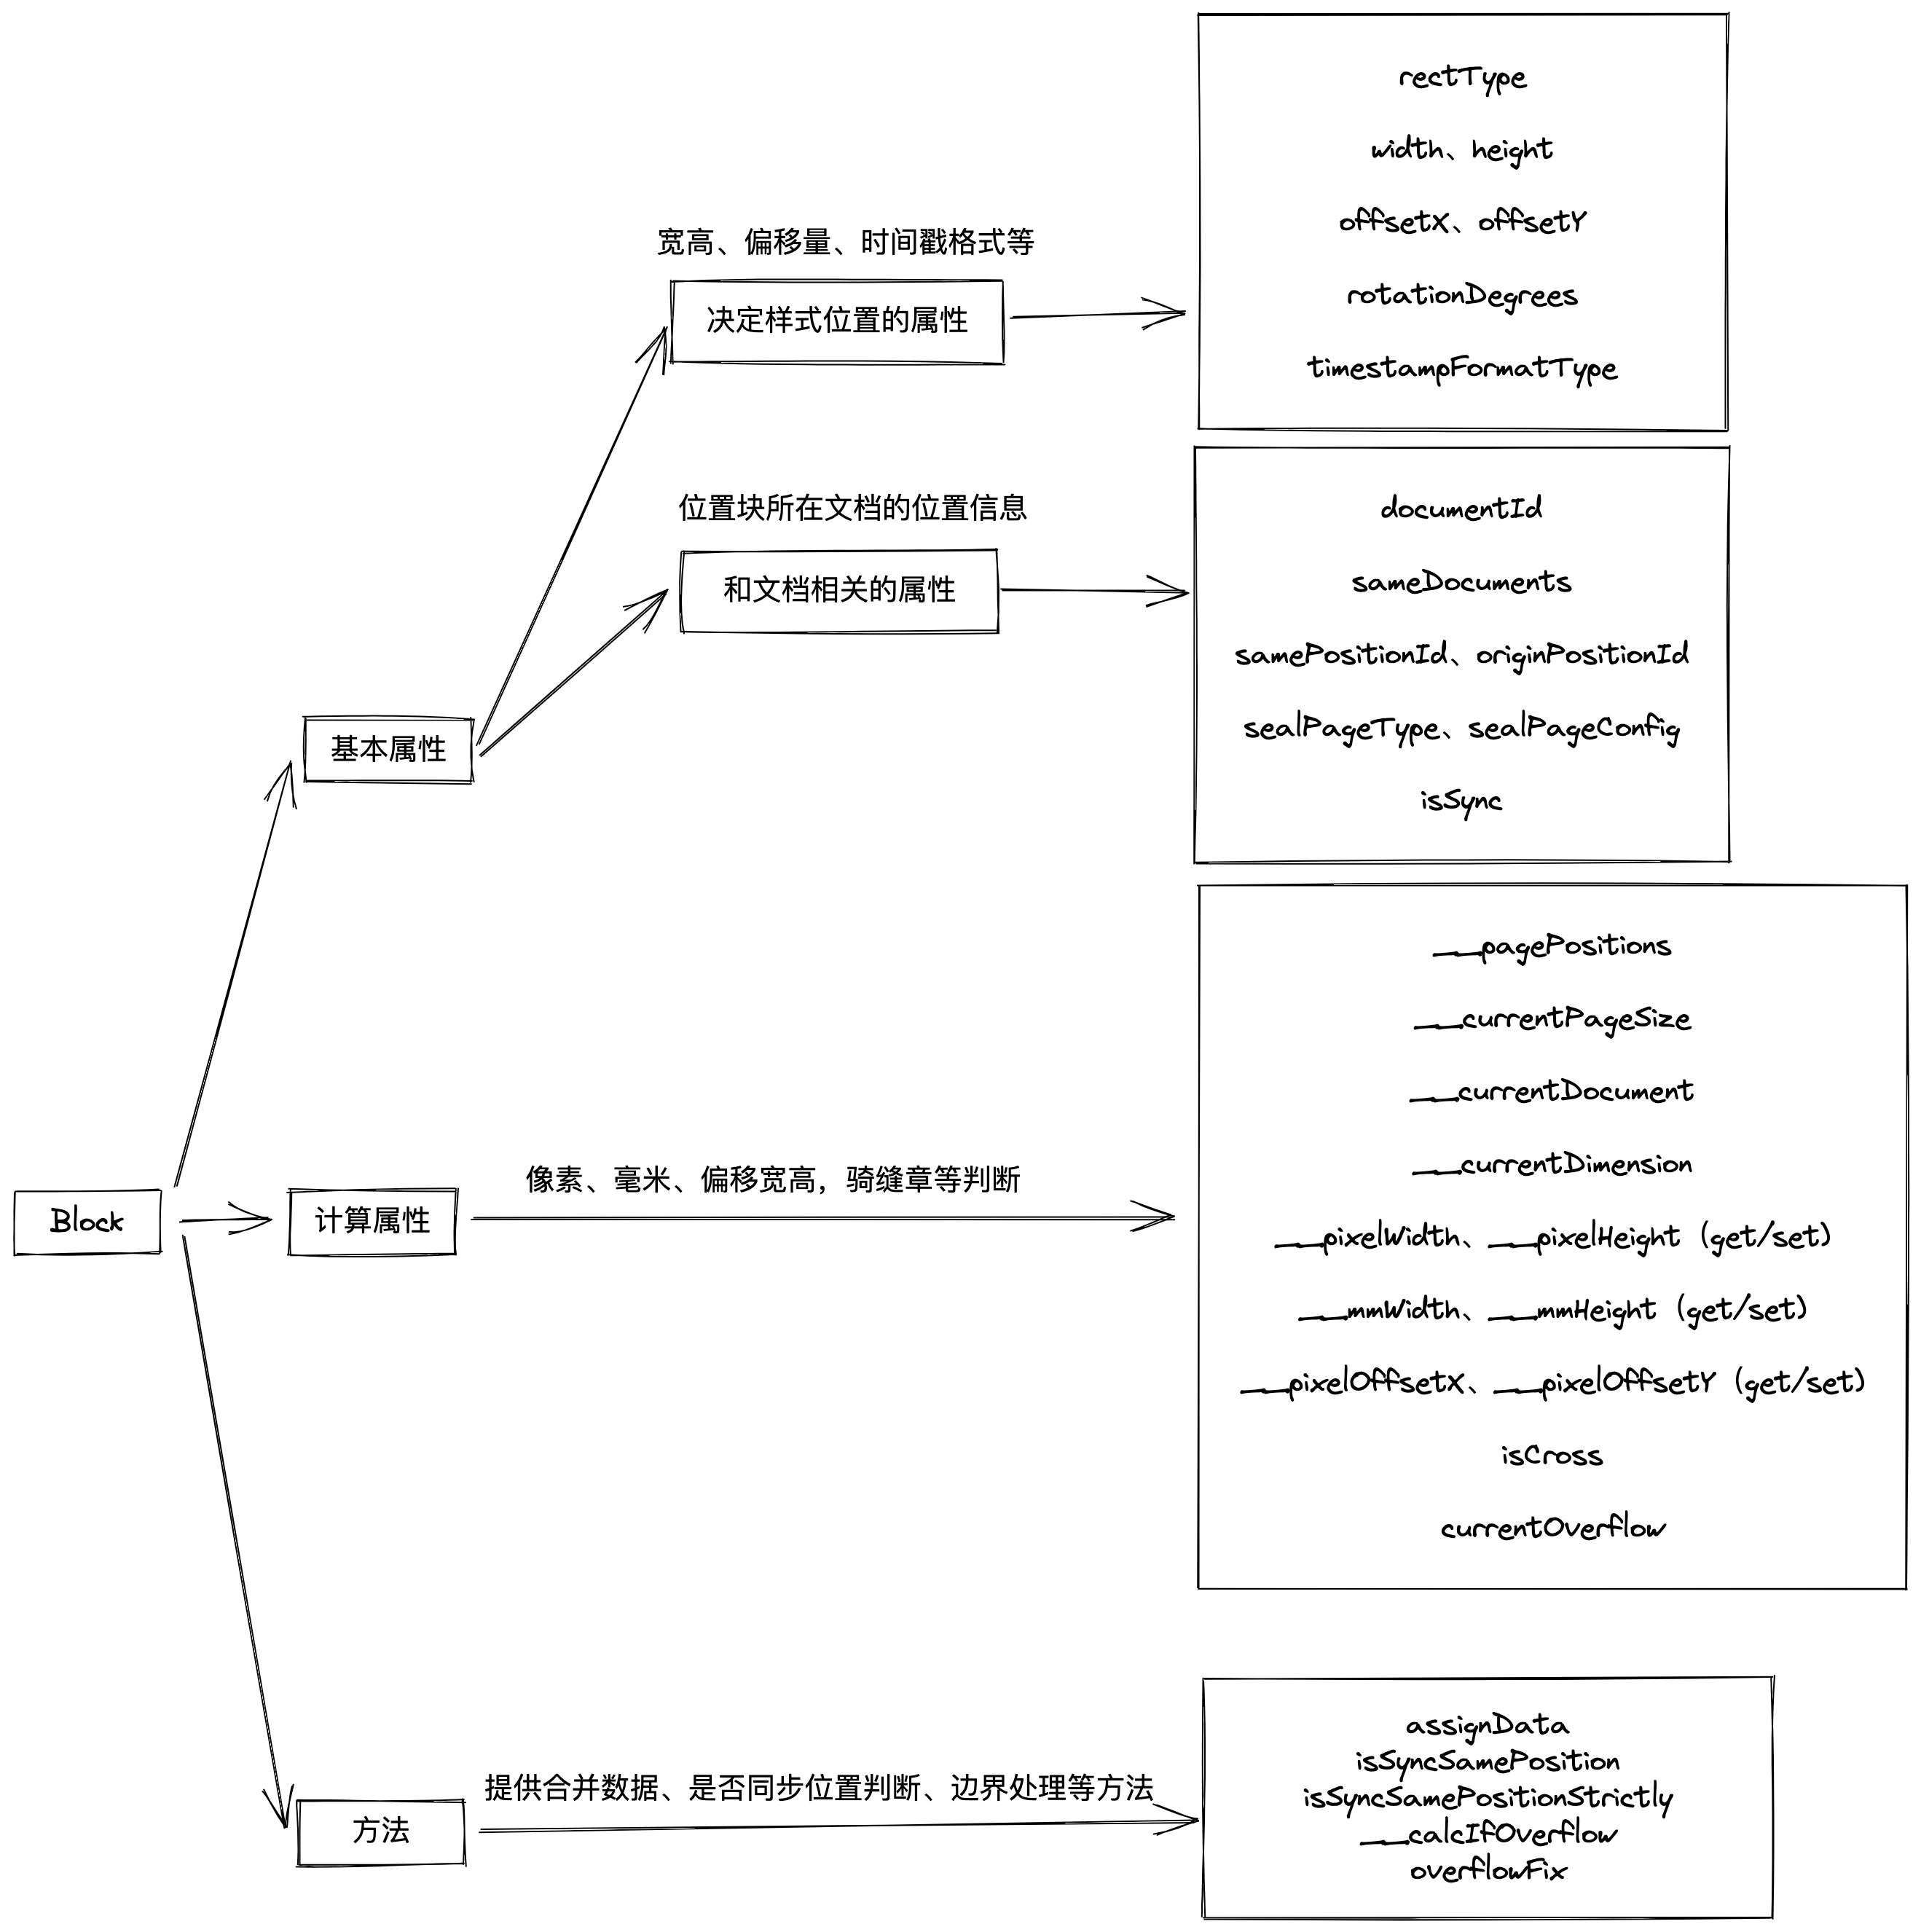 rectType
width、height
offsetX、offsetY
rotationDegrees
timestampFormatType
宽高、偏移量、时间戳格式等
决定样式位置的属性
位置块所在文档的位置信息
和文档相关的属性
documentId
sameDocuments
samePositionId、originPositionId
sealPageType、sealPageConfig
isSync
基本属性
__pagePositions
__currentPageSize
__currentDocument
__currentDimension
__pixelWidth、__pixelHeight (get/set)
__mmWidth、__mmHeight (get/set)
__pixelOffsetX、__pixelOffsetY (get/set)
isCross
currentOverflow
像素、毫米、偏移宽高，骑缝章等判断
Block
计算属性
提供合并数据、是否同步位置判断、边界处理等方法
方法
assignData
isSyncSamePosition
isSyncSamePositionStrictly
__calcIfOverflow
overflowFix